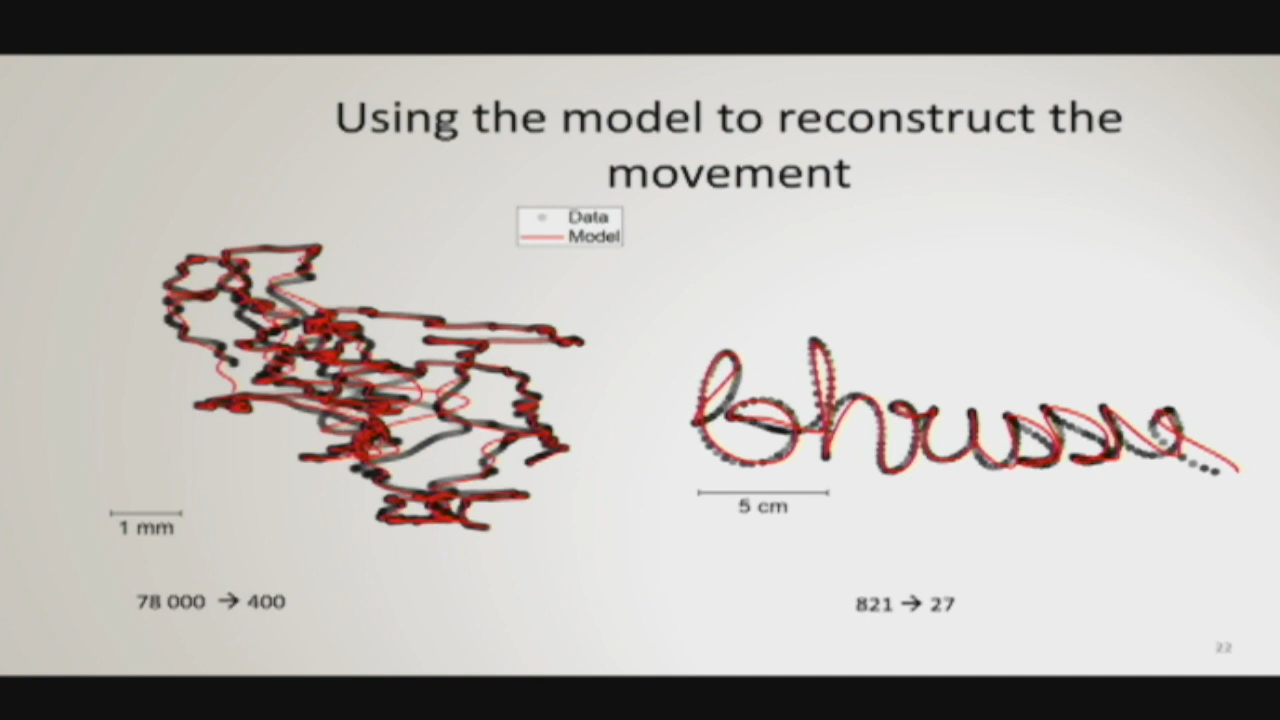 Using the model to reconstruct the
movement
Data
Model
1 mm
5 cm
78 000 → 400
821 → 27
22